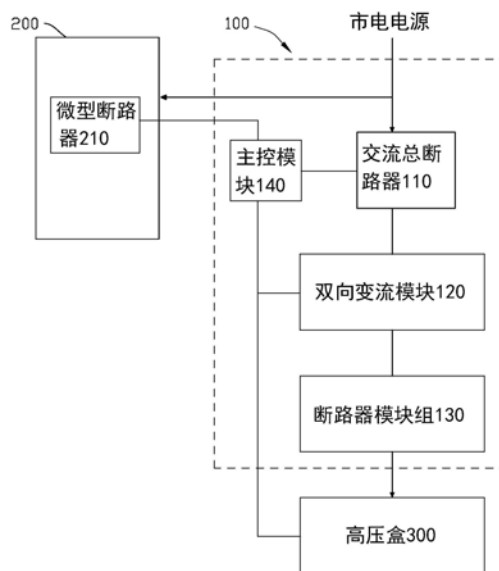 200
100
市电电源
微型断路
器210
主控模
块140
交流总断
路器110
双向变流模块120
断路器模块组130
高压盒300